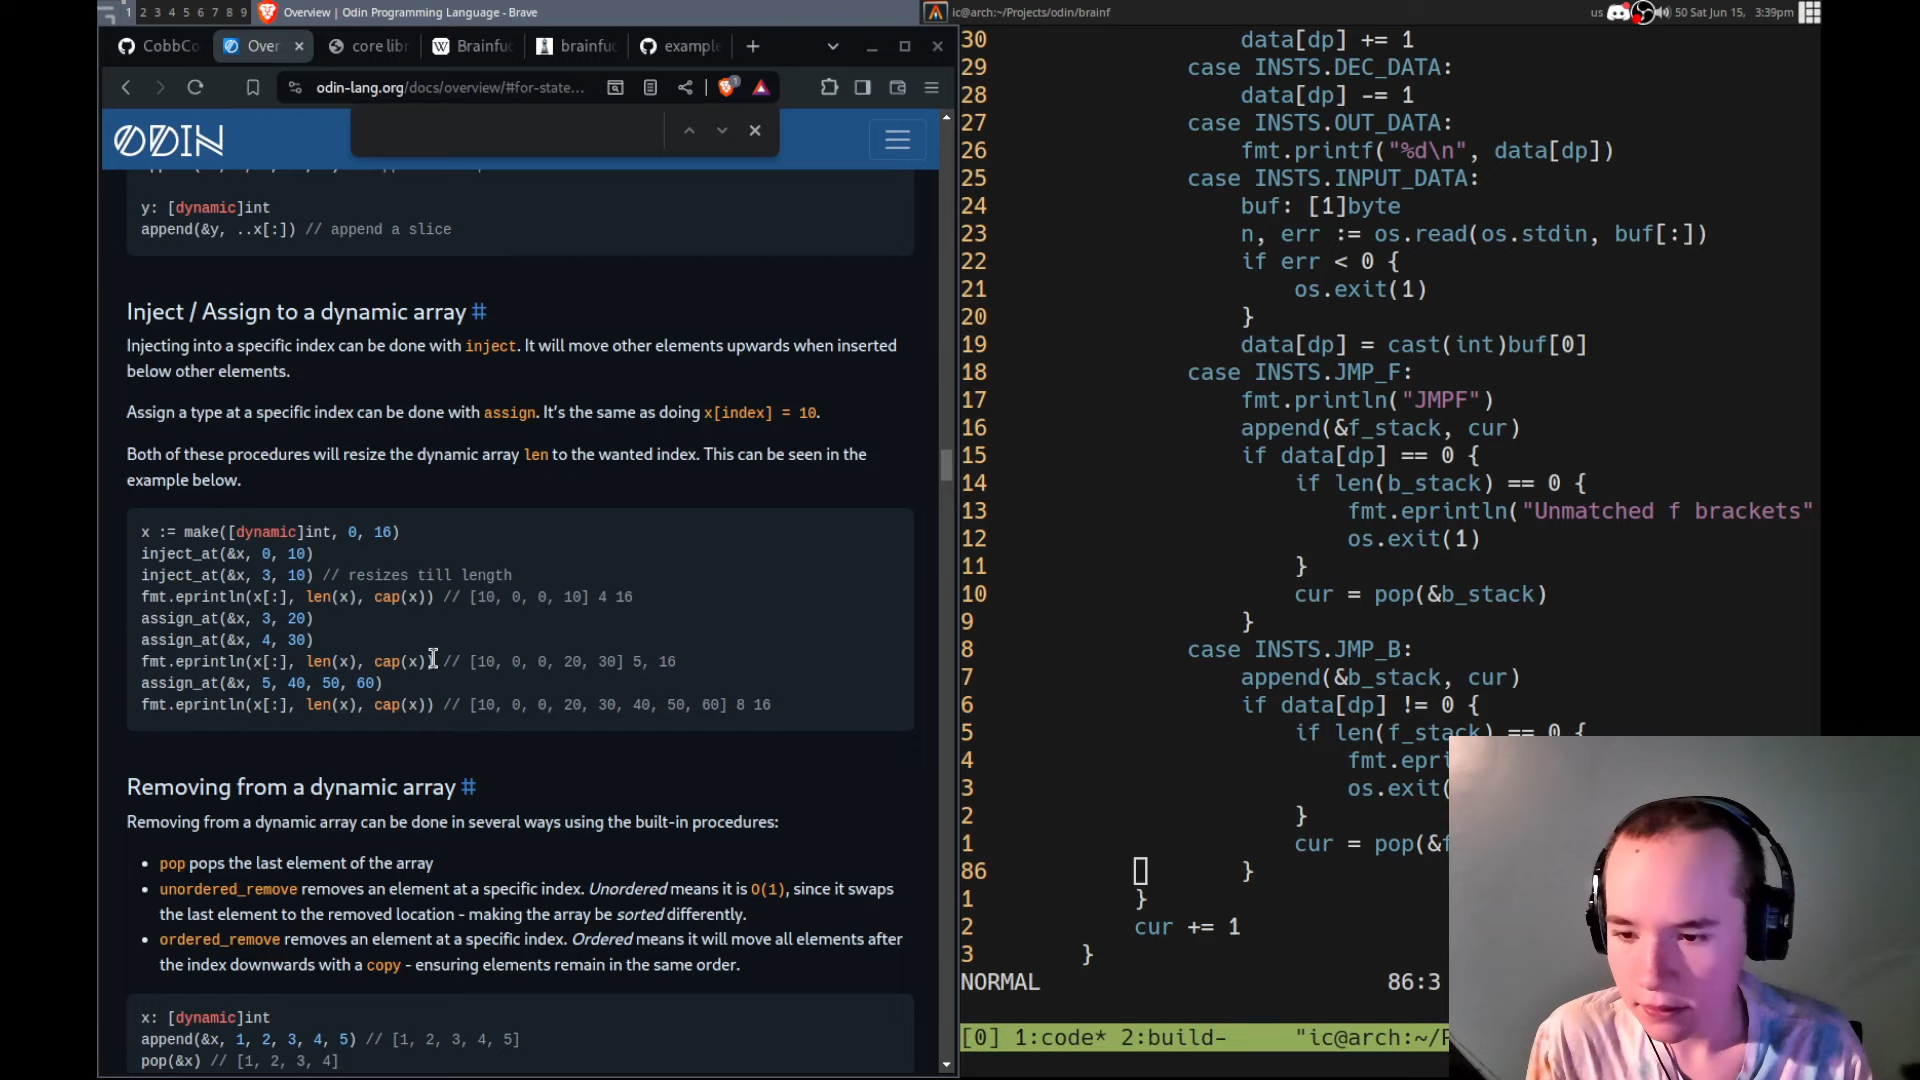 1 2 3 4 5 6 7 8 9 Overview | Odin Programming Language - Brave
ic@arch:~/Projects/odin/brainf
us 50 Sat Jun 15, 3:39pm
CobbCo
Over
core lib
Brainfu
brainfuc
example
odin-lang.org/docs/overview/#for-state...
1
ODIN
y: [dynamic]int
append(&y, ..x[:]) // append a slice
Inject / Assign to a dynamic array #
Injecting into a specific index can be done with inject. It will move other elements upwards when inserted
below other elements.
Assign a type at a specific index can be done with assign. It's the same as doing x[index] = 10.
Both of these procedures will resize the dynamic array len to the wanted index. This can be seen in the
example below.
x := make([dynamic]int, 0, 16)
inject_at(&x, 0, 10)
inject_at(&x, 3, 10) // resizes till length
fmt.eprintln(x[:], len(x), cap(x)) // [10, 0, 0, 10] 4 16
assign_at(&x, 3, 20)
assign_at(&x, 4, 30)
fmt.eprintln(x[:], len(x), cap(x)) // [10, 0, 0, 20, 30] 5, 16
assign_at(&x, 5, 40, 50, 60)
fmt.eprintln(x[:], len(x), cap(x)) // [10, 0, 0, 20, 30, 40, 50, 60] 8 16
Removing from a dynamic array #
Removing from a dynamic array can be done in several ways using the built-in procedures:
• pop pops the last element of the array
• unordered_remove removes an element at a specific index. Unordered means it is O(1), since it swaps
the last element to the removed location - making the array be sorted differently.
• ordered_remove removes an element at a specific index. Ordered means it will move all elements after
the index downwards with a copy - ensuring elements remain in the same order.
x: [dynamic]int
append(&x, 1, 2, 3, 4, 5) // [1, 2, 3, 4, 5]
pop(&x) // [1, 2, 3, 4]
30 data[dp] += 1
29 case INSTS.DEC_DATA:
28 data[dp] -= 1
27 case INSTS.OUT_DATA:
26 fmt.printf("%d\n", data[dp])
25 case INSTS.INPUT_DATA:
24 buf: [1]byte
23 n, err := os.read(os.stdin, buf[:])
22 if err < 0 {
21 os.exit(1)
20 }
19 data[dp] = cast(int)buf[0]
18 case INSTS.JMP_F:
17 fmt.println("JMPF")
16 append(&f_stack, cur)
15 if data[dp] == 0 {
14 if len(b_stack) == 0 {
13 fmt.eprintln("Unmatched f brackets"
12 os.exit(1)
11 }
10 cur = pop(&b_stack)
9 }
8 case INSTS.JMP_B:
7 append(&b_stack, cur)
6 if data[dp] != 0 {
5 if len(f_stack) == 0 {
4 fmt.epri
3 os.exit(
2 }
1 cur = pop(&f
86 }
1 }
2 cur += 1
3 }
NORMAL 86:3
[0] 1:code* 2:build- "ic@arch:~/P